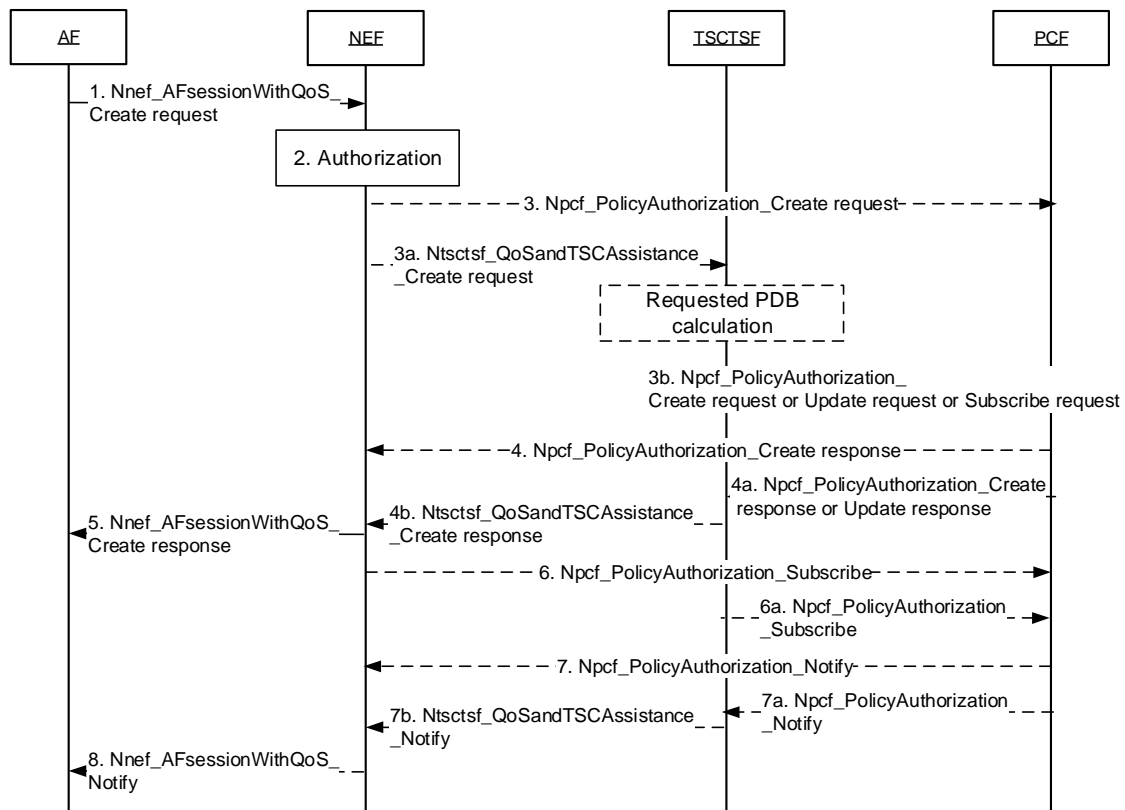 AF
NEF
TSCTSF
PCF
1. Nnef_AFsessionWithQoS_
Create request
2. Authorization
3. Npcf_PolicyAuthorization_Create request
3a. Ntsctsf_QoSandTSCAssistance
_Create request
Requested PDB
calculation
3b. Npcf_PolicyAuthorization_
Create request or Update request or Subscribe request
4. Npcf_PolicyAuthorization_Create response
4a. Npcf_PolicyAuthorization_Create
response or Update response
4b. Ntsctsf_QoSandTSCAssistance
_Create response
5. Nnef_AFsessionWithQoS_
Create response
6. Npcf_PolicyAuthorization_Subscribe
6a. Npcf_PolicyAuthorization
_Subscribe
7. Npcf_PolicyAuthorization_Notify
7a. Npcf_PolicyAuthorization
_Notify
7b. Ntsctsf_QoSandTSCAssistance
_Notify
8. Nnef_AFsessionWithQoS_
Notify